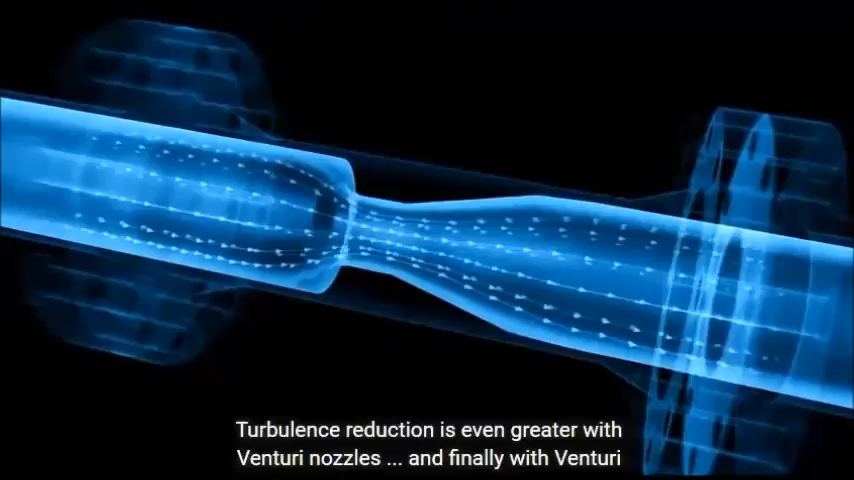 Turbulence reduction is even greater with
Venturi nozzles ... and finally with Venturi